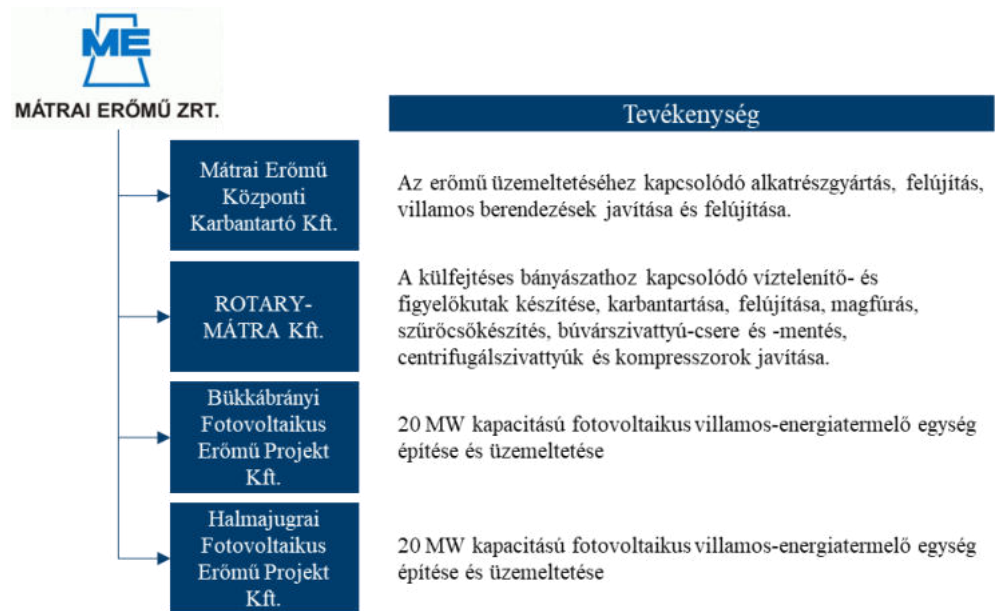 ME
MÁTRAI ERŐMŰ ZRT.
Tevékenység
Mátrai Erőmű
Központi
Karbantartó Kft.
Az erőmű üzemeltetéséhez kapcsolódó alkatrészgyártás, felújítás,
villamos berendezések javítása és felújítása.
ROTARY-
MÁTRA Kft.
A külfejtéses bányászathoz kapcsolódó víztelenítő- és
figyelőkutak készítése, karbantartása, felújítása, magfúrás,
szűrőcsőkészítés, búvárszivattyú-csere és -mentés,
centrifugálszivattyúk és kompresszorok javítása.
Bükkábrányi
Fotovoltaikus
Erőmű Projekt
Kft.
20 MW kapacitású fotovoltaikus villamos-energiatermelő egység
építése és üzemeltetése
Halmajugrai
Fotovoltaikus
Erőmű Projekt
Kft.
20 MW kapacitású fotovoltaikus villamos-energiatermelő egység
építése és üzemeltetése